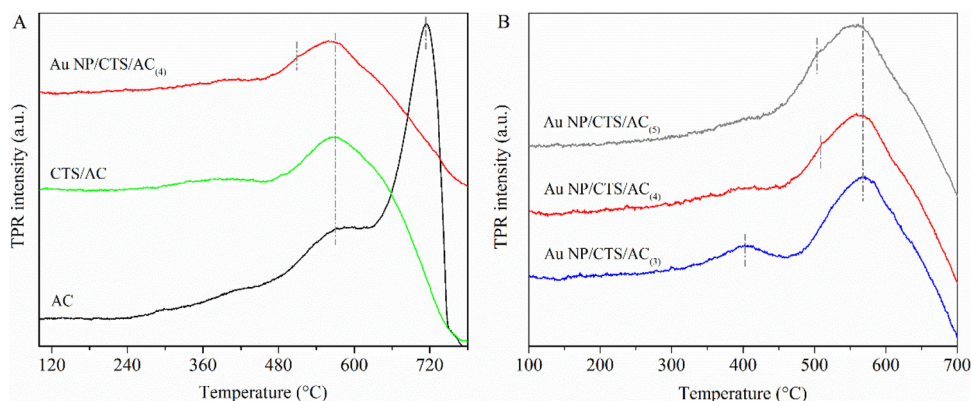 A
Au NP/CTS/AC(4)
CTS/AC
AC
TPR intensity (a.u.)
120 240 360 480 600 720
Temperature (°C)
B
Au NP/CTS/AC(5)
Au NP/CTS/AC(4)
Au NP/CTS/AC(3)
TPR intensity (a.u.)
100 200 300 400 500 600 700
Temperature (°C)